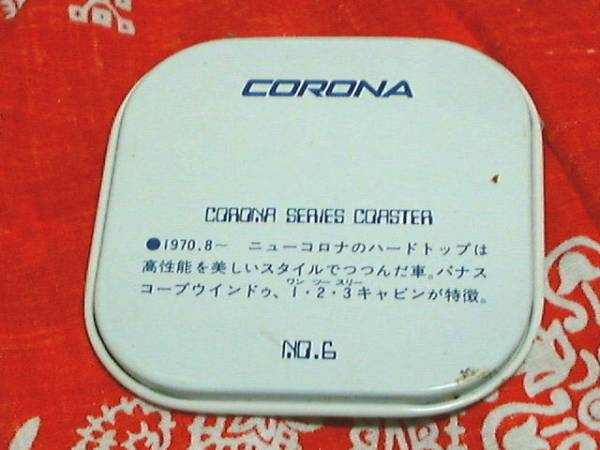 CORONA
CORONA SERIES COASTER
●1970.8― ニューコロナのハードトップは
高性能を美しいスタイルでつつんだ車。パナス
ワン ツー スリー
コープウインドゥ、1・2・3キャビンが特徴。
NO.6